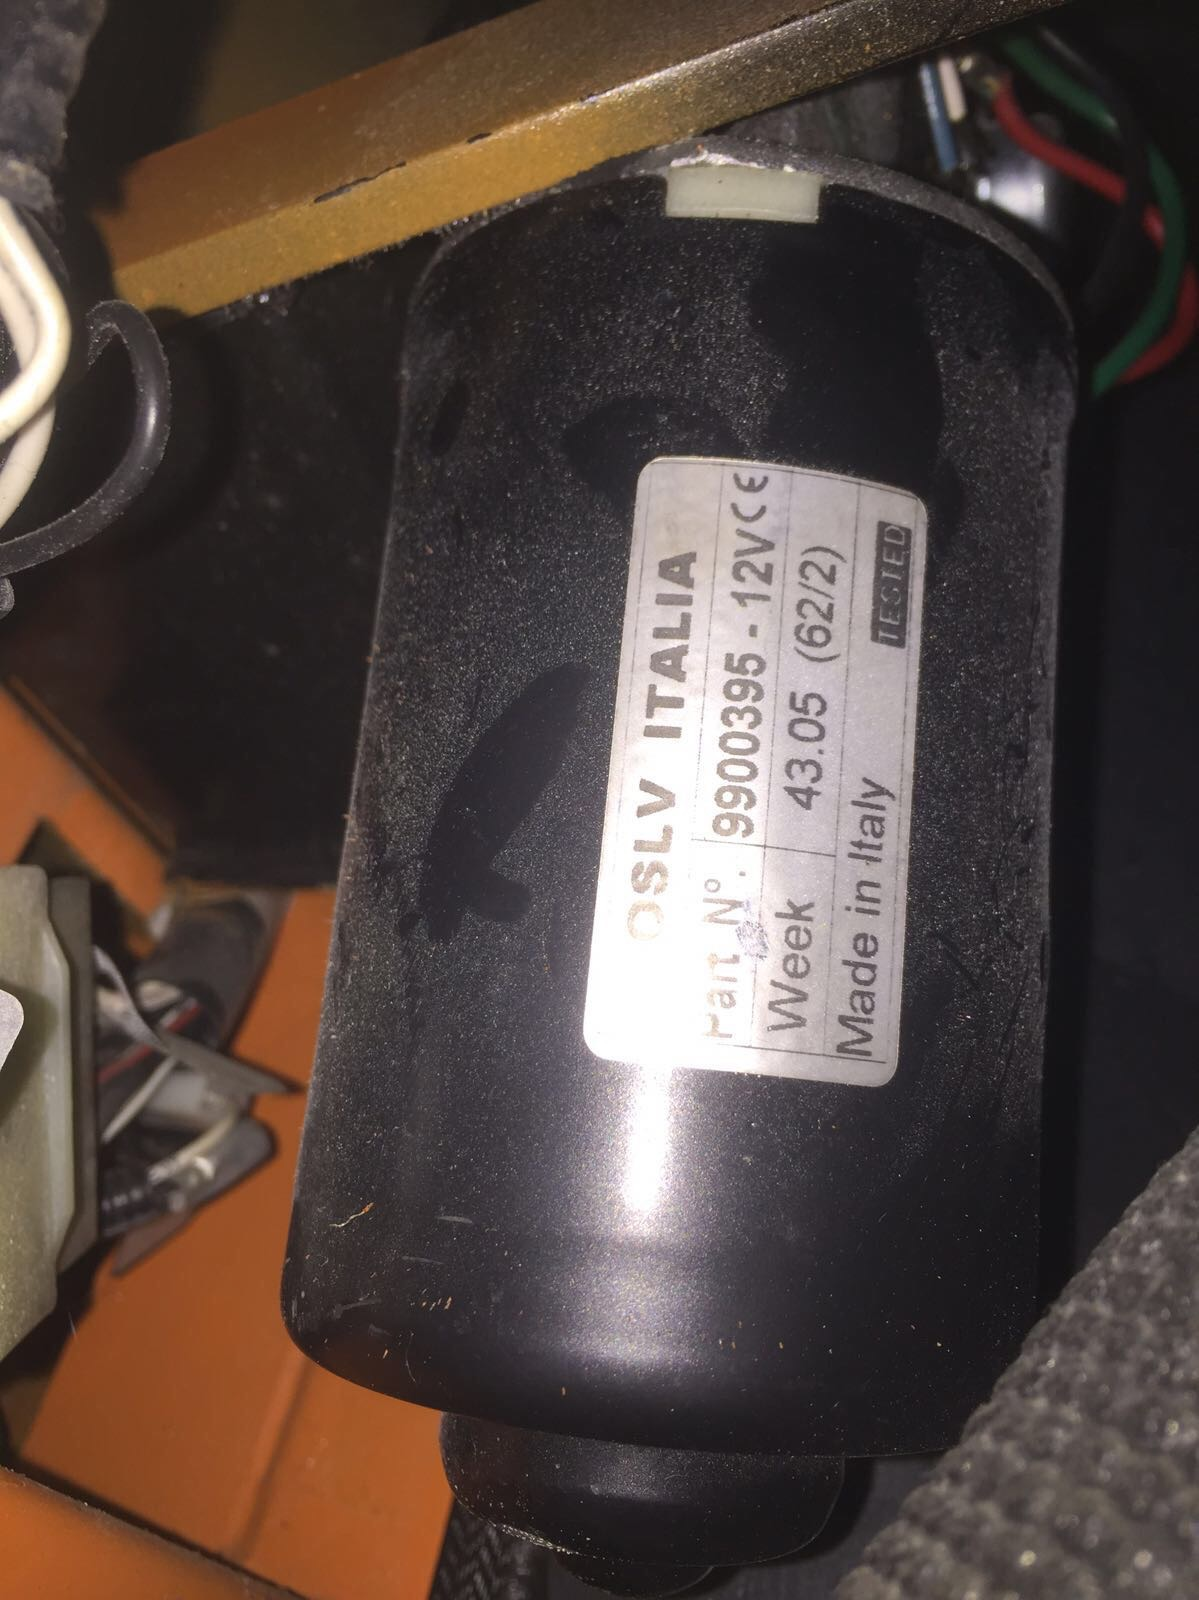 OSLV ITALIA
Part N°. 9900395 - 12V CE
Week 43.05 (62/2)
Made in Italy TESTED